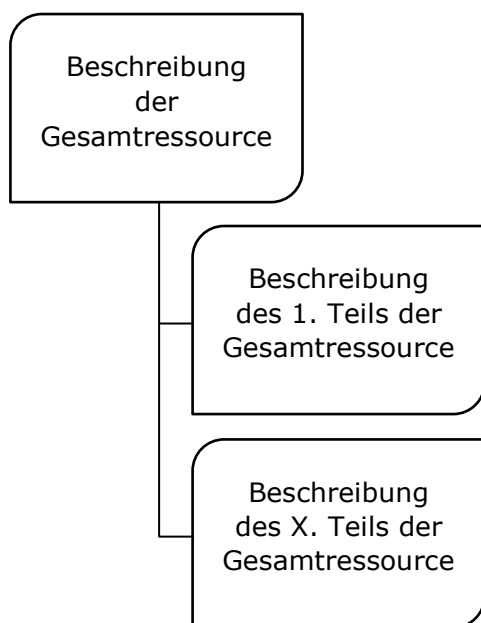 Beschreibung
der
Gesamtressource
Beschreibung
des 1. Teils der
Gesamtressource
Beschreibung
des X. Teils der
Gesamtressource